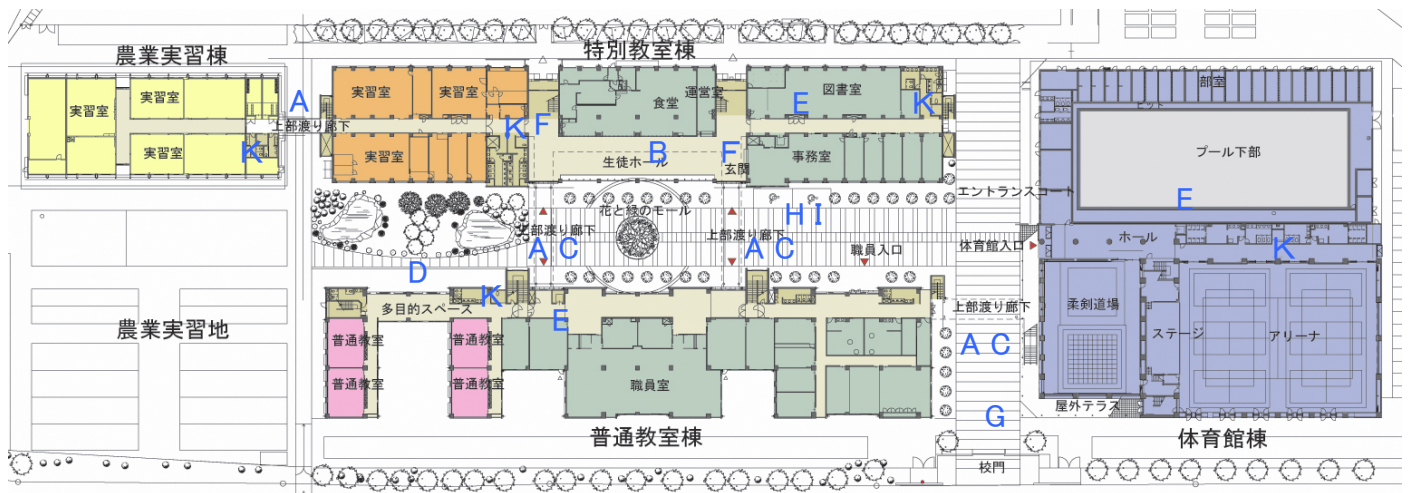 農業実習棟
特別教室棟
実習室
実習室
実習室
実習室
食堂
運営室
図書室
部室
ピット
A
E
K
F
K
上部渡り廊下
実習室
K
実習室
生徒ホール
B
F
玄関
事務室
プール下部
エントランスコート
F
花と緑のモール
H I
上部渡り廊下
A C
上部渡り廊下
A C
職員入口
体育館入口
ホール
K
D
K
多目的スペース
E
上部渡り廊下
A C
柔剣道場
ステージ
アリーナ
農業実習地
普通教室
普通教室
普通教室
普通教室
職員室
屋外テラス
G
普通教室棟
体育館棟
校門